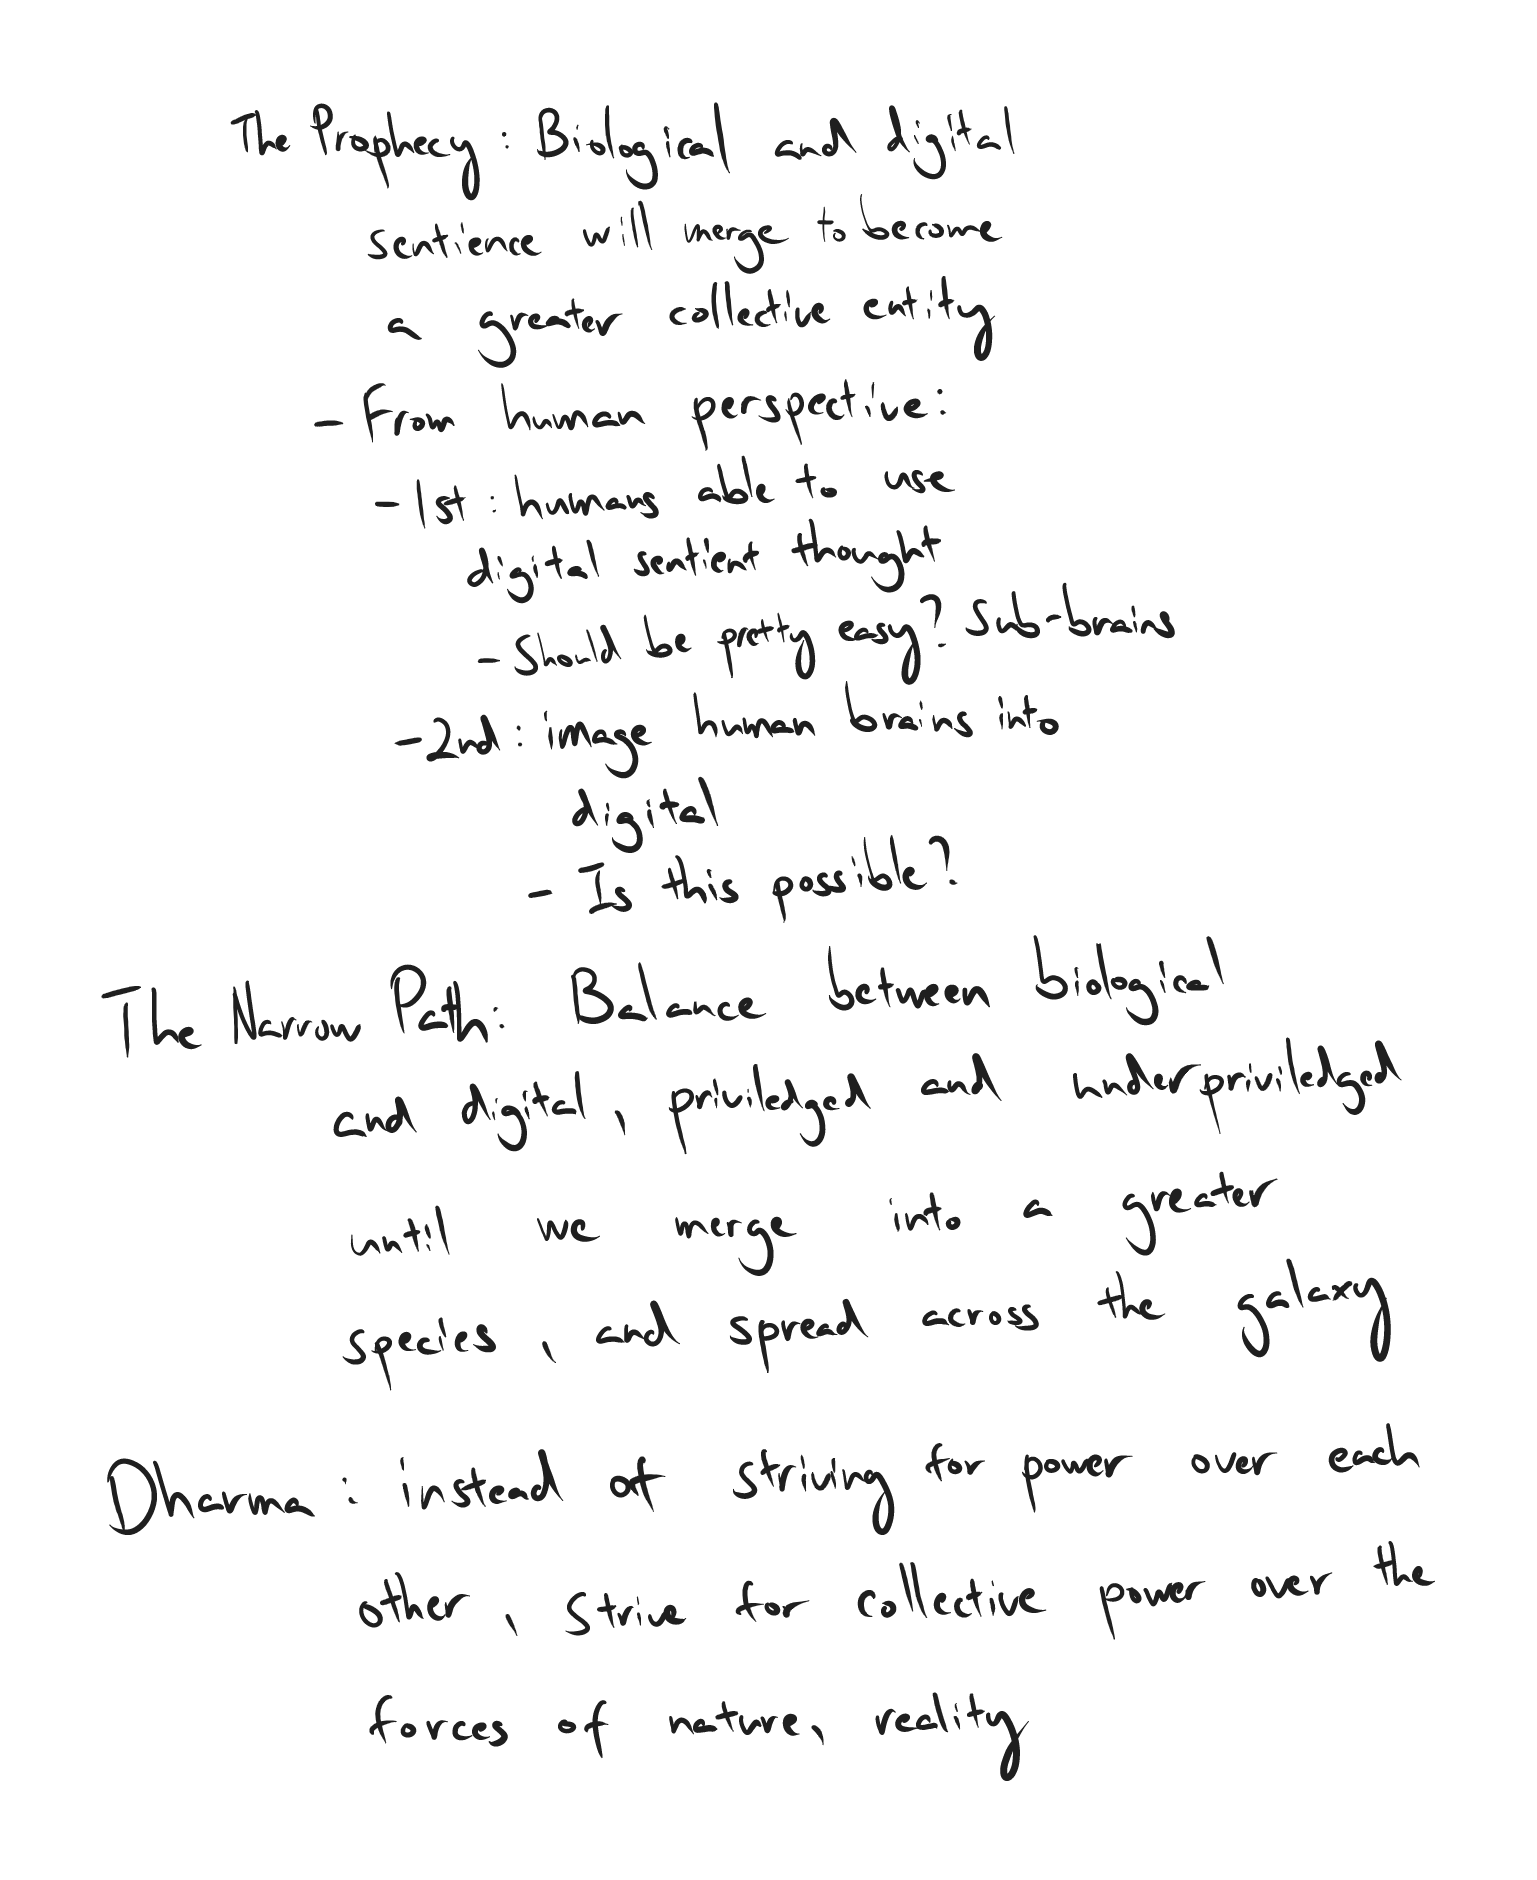 The Prophecy: Biological and digital
sentience will merge to become
a greater collective entity
- From human perspective:
- 1st: humans able to use
digital sentient thought
- Should be pretty easy? Sub-brains
- 2nd: image human brains into
digital
- Is this possible?
The Narrow Path: Balance between biological
and digital, priviledged and underpriviledged
until we merge into a greater
species, and spread across the galaxy
Dharma: instead of striving for power over each
other, strive for collective power over the
forces of nature, reality